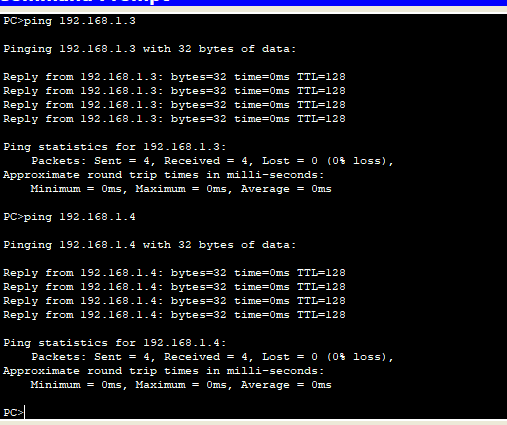 Command Prompt
PC>ping 192.168.1.3
Pinging 192.168.1.3 with 32 bytes of data:
Reply from 192.168.1.3: bytes=32 time=0ms TTL=128
Reply from 192.168.1.3: bytes=32 time=0ms TTL=128
Reply from 192.168.1.3: bytes=32 time=0ms TTL=128
Reply from 192.168.1.3: bytes=32 time=0ms TTL=128
Ping statistics for 192.168.1.3:
Packets: Sent = 4, Received = 4, Lost = 0 (0% loss),
Approximate round trip times in milli-seconds:
Minimum = 0ms, Maximum = 0ms, Average = 0ms
PC>ping 192.168.1.4
Pinging 192.168.1.4 with 32 bytes of data:
Reply from 192.168.1.4: bytes=32 time=0ms TTL=128
Reply from 192.168.1.4: bytes=32 time=0ms TTL=128
Reply from 192.168.1.4: bytes=32 time=0ms TTL=128
Reply from 192.168.1.4: bytes=32 time=0ms TTL=128
Ping statistics for 192.168.1.4:
Packets: Sent = 4, Received = 4, Lost = 0 (0% loss),
Approximate round trip times in milli-seconds:
Minimum = 0ms, Maximum = 0ms, Average = 0ms
PC>